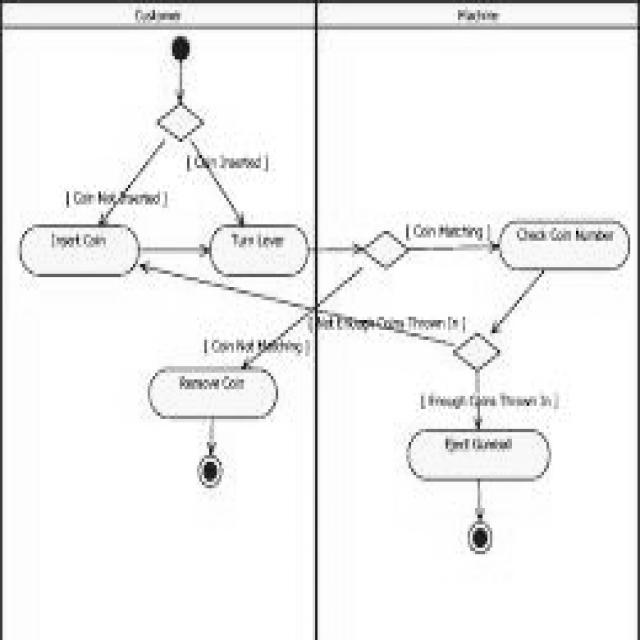 Customer
Machine
[ Coin Inserted ]
[ Coin Not Inserted ]
Insert Coin
Turn Lever
[ Coin Matching ]
Check Coin Number
[ Not Enough Coins Thrown In ]
[ Coin Not Matching ]
Remove Coin
[ Enough Coins Thrown In ]
Eject Gumball